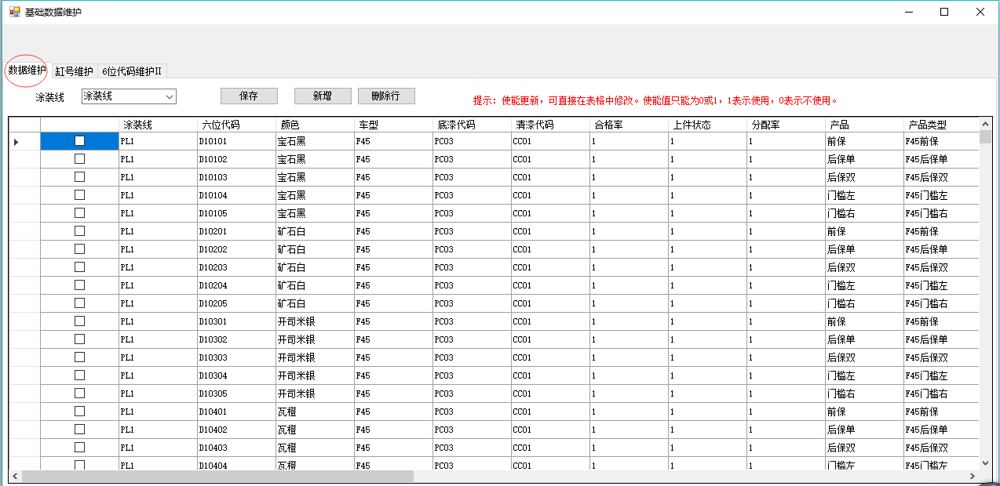 基础数据维护
数据维护 缸号维护 6位代码维护II
涂装线 涂装线 保存 新增 删除行 提示：使能更新，可直接在表格中修改。使能值只能为0或1，1表示使用，0表示不使用。
涂装线 六位代码 颜色 车型 底漆代码 清漆代码 合格率 上件状态 分配率 产品 产品类型
PL1 D10101 宝石黑 F45 PC03 CC01 1 1 1 前保 F45前保
PL1 D10102 宝石黑 F45 PC03 CC01 1 1 1 后保单 F45后保单
PL1 D10103 宝石黑 F45 PC03 CC01 1 1 1 后保双 F45后保双
PL1 D10104 宝石黑 F45 PC03 CC01 1 1 1 门槛左 F45门槛左
PL1 D10105 宝石黑 F45 PC03 CC01 1 1 1 门槛右 F45门槛右
PL1 D10201 矿石白 F45 PC03 CC01 1 1 1 前保 F45前保
PL1 D10202 矿石白 F45 PC03 CC01 1 1 1 后保单 F45后保单
PL1 D10203 矿石白 F45 PC03 CC01 1 1 1 后保双 F45后保双
PL1 D10204 矿石白 F45 PC03 CC01 1 1 1 门槛左 F45门槛左
PL1 D10205 矿石白 F45 PC03 CC01 1 1 1 门槛右 F45门槛右
PL1 D10301 开司米银 F45 PC03 CC01 1 1 1 前保 F45前保
PL1 D10302 开司米银 F45 PC03 CC01 1 1 1 后保单 F45后保单
PL1 D10303 开司米银 F45 PC03 CC01 1 1 1 后保双 F45后保双
PL1 D10304 开司米银 F45 PC03 CC01 1 1 1 门槛左 F45门槛左
PL1 D10305 开司米银 F45 PC03 CC01 1 1 1 门槛右 F45门槛右
PL1 D10401 瓦橙 F45 PC03 CC01 1 1 1 前保 F45前保
PL1 D10402 瓦橙 F45 PC03 CC01 1 1 1 后保单 F45后保单
PL1 D10403 瓦橙 F45 PC03 CC01 1 1 1 后保双 F45后保双
PL1 D10404 瓦橙 F45 PC03 CC01 1 1 1 门槛左 F45门槛左